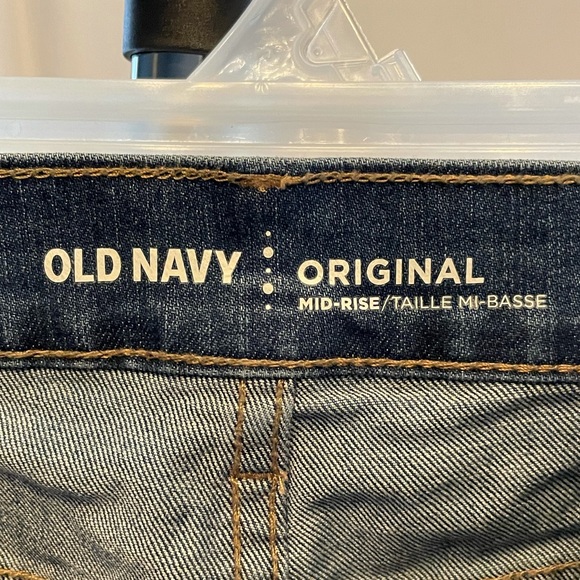 OLD NAVY
ORIGINAL
MID-RISE/TAILLE MI-BASSE